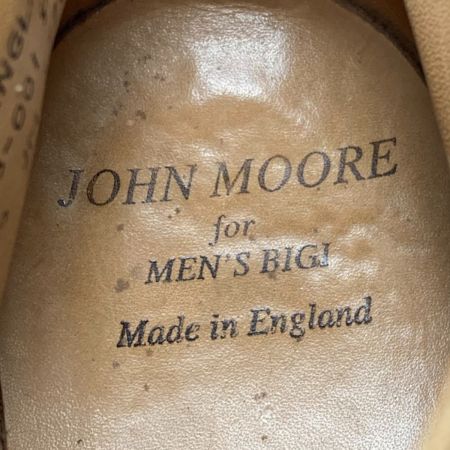 JOHN MOORE
for
MEN'S BIGI
Made in England